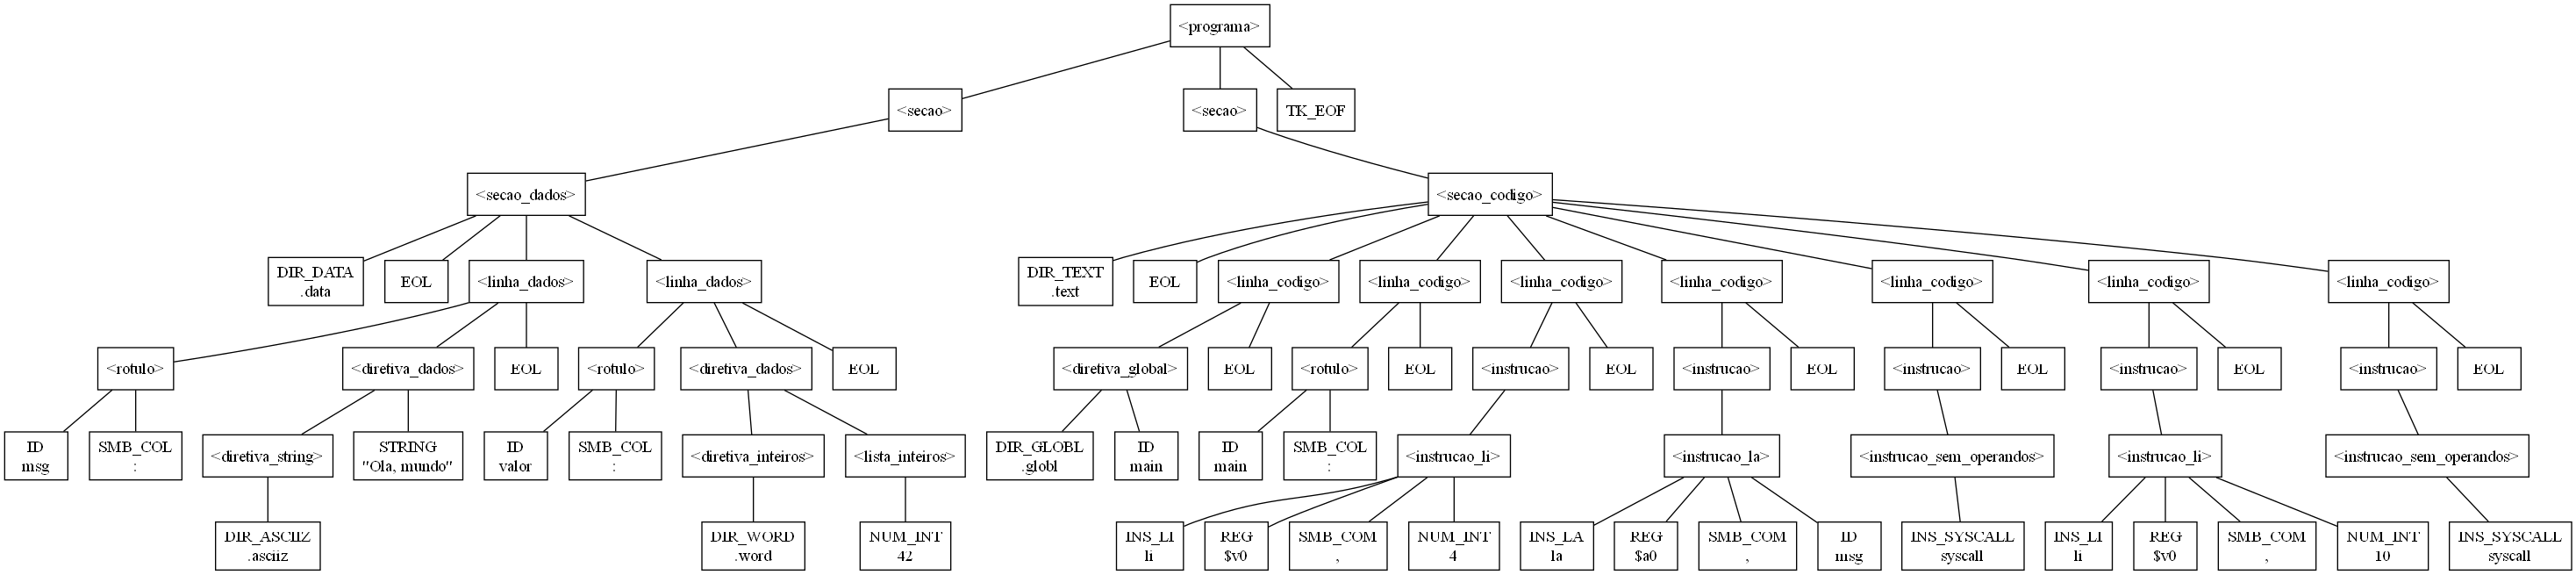 <programa>
<secao>
<secao>
TK_EOF
<secao_dados>
<secao_codigo>
DIR_DATA
.data
EOL
<linha_dados>
<linha_dados>
DIR_TEXT
.text
EOL
<linha_codigo>
<linha_codigo>
<linha_codigo>
<linha_codigo>
<linha_codigo>
<linha_codigo>
<linha_codigo>
<rotulo>
<diretiva_dados>
EOL
<rotulo>
<diretiva_dados>
EOL
<diretiva_global>
EOL
<rotulo>
EOL
<instrucao>
EOL
<instrucao>
EOL
<instrucao>
EOL
<instrucao>
EOL
<instrucao>
EOL
ID
msg
SMB_COL
:
<diretiva_string>
STRING
"Ola, mundo"
ID
valor
SMB_COL
:
<diretiva_inteiros>
<lista_inteiros>
DIR_GLOBL
.globl
ID
main
ID
main
SMB_COL
:
<instrucao_li>
<instrucao_la>
<instrucao_sem_operandos>
<instrucao_li>
<instrucao_sem_operandos>
DIR_ASCIIZ
.asciiz
DIR_WORD
.word
NUM_INT
42
INS_LI
li
REG
$v0
SMB_COM
,
NUM_INT
4
INS_LA
la
REG
$a0
SMB_COM
,
ID
msg
INS_SYSCALL
syscall
INS_LI
li
REG
$v0
SMB_COM
,
NUM_INT
10
INS_SYSCALL
syscall